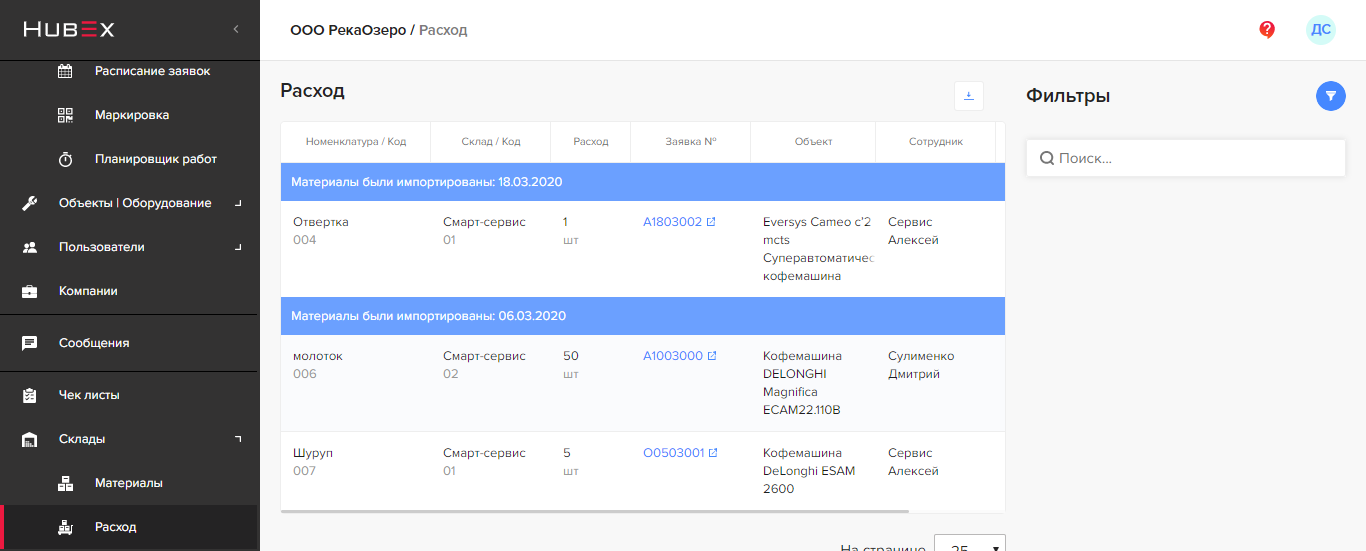 HUBEX
ООО РекаОзеро / Расход
?
ДС
Расписание заявок
Маркировка
Планировщик работ
Объекты | Оборудование
Пользователи
Компании
Сообщения
Чек листы
Склады
Материалы
Расход
Расход
Номенклатура / Код
Склад / Код
Расход
Заявка №
Объект
Сотрудник
Материалы были импортированы: 18.03.2020
Отвертка
004
Смарт-сервис
01
1
шт
А1803002
Eversys Cameo c'2
mcts
Суперавтоматичес
кофемашина
Сервис
Алексей
Материалы были импортированы: 06.03.2020
молоток
006
Смарт-сервис
02
50
шт
А1003000
Кофемашина
DELONGHI
Magnifica
ECAM22.110B
Сулименко
Дмитрий
Шуруп
007
Смарт-сервис
01
5
шт
О0503001
Кофемашина
DeLonghi ESAM
2600
Сервис
Алексей
На странице
25
Фильтры
Поиск...